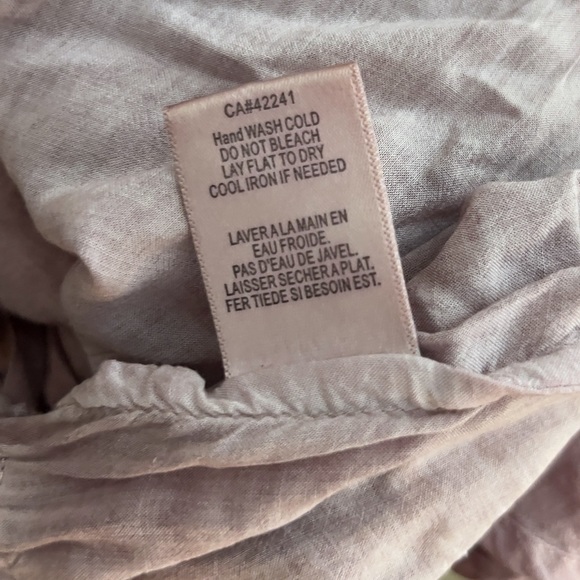 CA#42241
Hand WASH COLD
DO NOT BLEACH
LAY FLAT TO DRY
COOL IRON IF NEEDED
LAVER A LA MAIN EN
EAU FROIDE.
PAS D'EAU DE JAVEL.
LAISSER SECHER A PLAT.
FER TIEDE SI BESOIN EST.